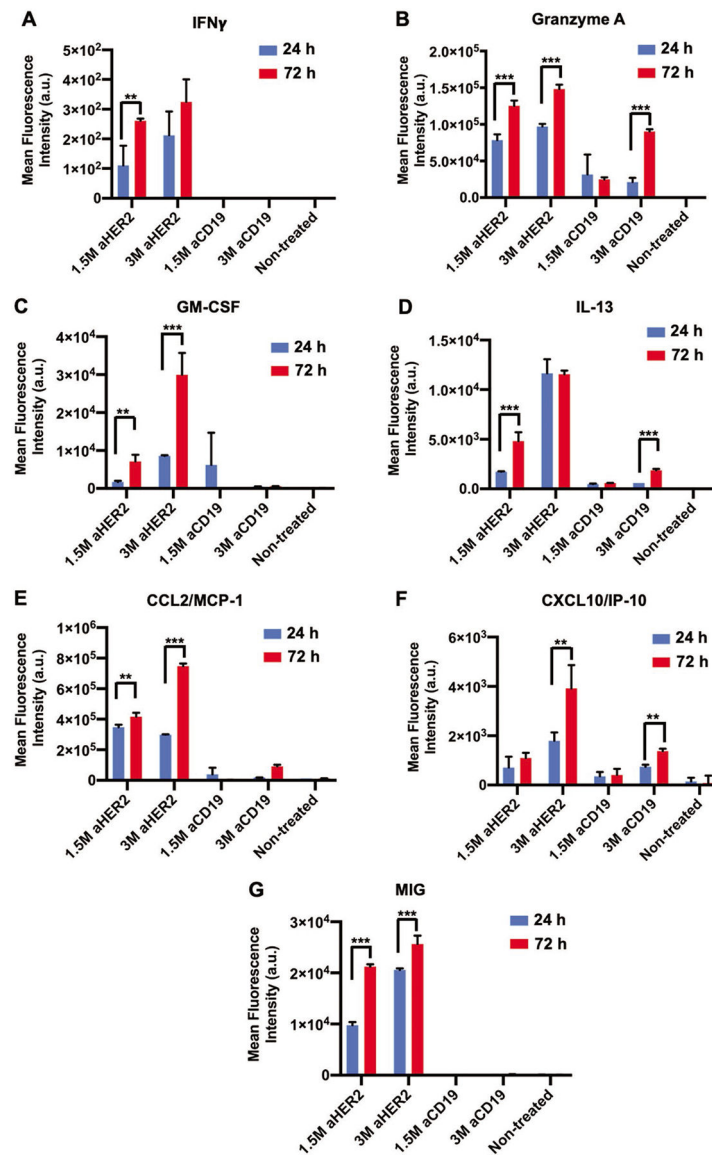 A
IFNγ
Mean Fluorescence
Intensity (a.u.)
5×10²
4×10²
3×10²
2×10²
1×10²
0
**
24 h
72 h
1.5M aHER2
3M aHER2
1.5M aCD19
3M aCD19
Non-treated
B
Granzyme A
Mean Fluorescence
Intensity (a.u.)
2.0×10⁵
1.5×10⁵
1.0×10⁵
5.0×10⁴
0.0
***
***
***
24 h
72 h
1.5M aHER2
3M aHER2
1.5M aCD19
3M aCD19
Non-treated
C
GM-CSF
Mean Fluorescence
Intensity (a.u.)
4×10⁴
3×10⁴
2×10⁴
1×10⁴
0
**
***
24 h
72 h
1.5M aHER2
3M aHER2
1.5M aCD19
3M aCD19
Non-treated
D
IL-13
Mean Fluorescence
Intensity (a.u.)
1.5×10⁴
1.0×10⁴
5.0×10³
0.0
***
***
24 h
72 h
1.5M aHER2
3M aHER2
1.5M aCD19
3M aCD19
Non-treated
E
CCL2/MCP-1
Mean Fluorescence
Intensity (a.u.)
1×10⁶
8×10⁵
6×10⁵
4×10⁵
2×10⁵
0
**
***
24 h
72 h
1.5M aHER2
3M aHER2
1.5M aCD19
3M aCD19
Non-treated
F
CXCL10/IP-10
Mean Fluorescence
Intensity (a.u.)
6×10³
4×10³
2×10³
0
**
**
24 h
72 h
1.5M aHER2
3M aHER2
1.5M aCD19
3M aCD19
Non-treated
G
MIG
Mean Fluorescence
Intensity (a.u.)
3×10⁴
2×10⁴
1×10⁴
0
***
***
24 h
72 h
1.5M aHER2
3M aHER2
1.5M aCD19
3M aCD19
Non-treated